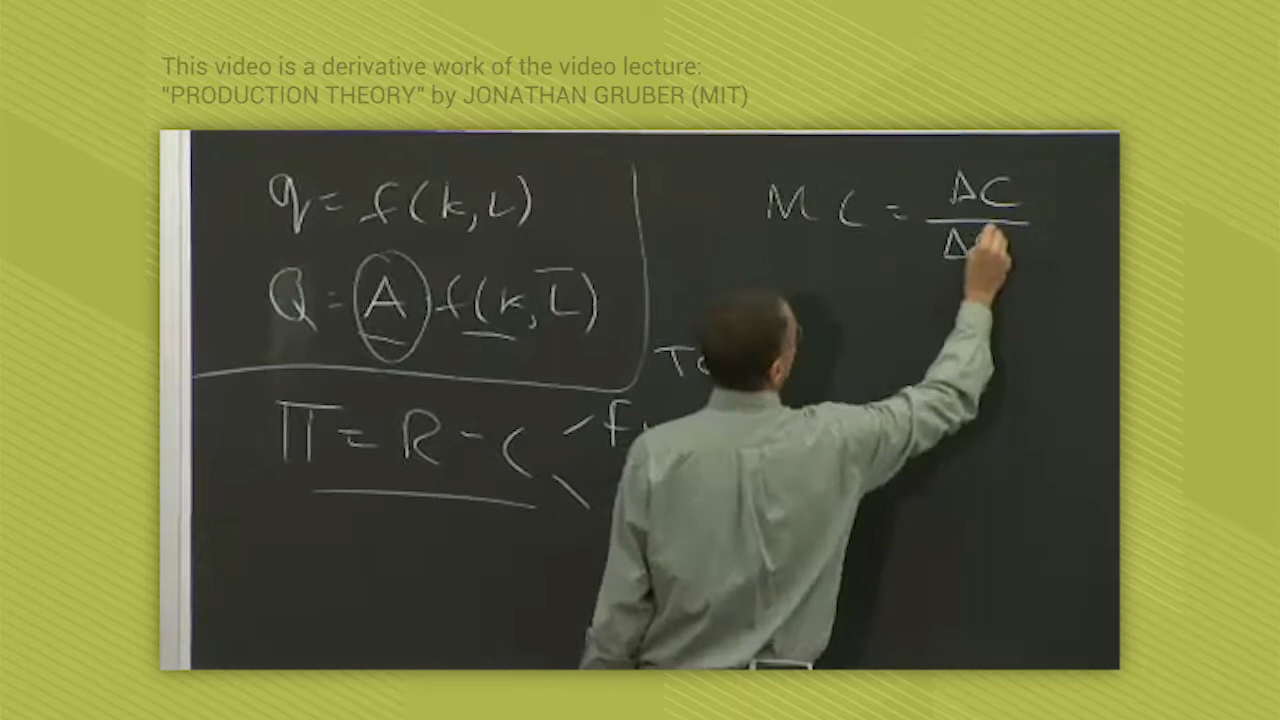 This video is a derivative work of the video lecture:
"PRODUCTION THEORY" by JONATHAN GRUBER (MIT)
q = f(k,L)
Q = A f(k,L̅)
π = R - C
MC = ΔC
Δ